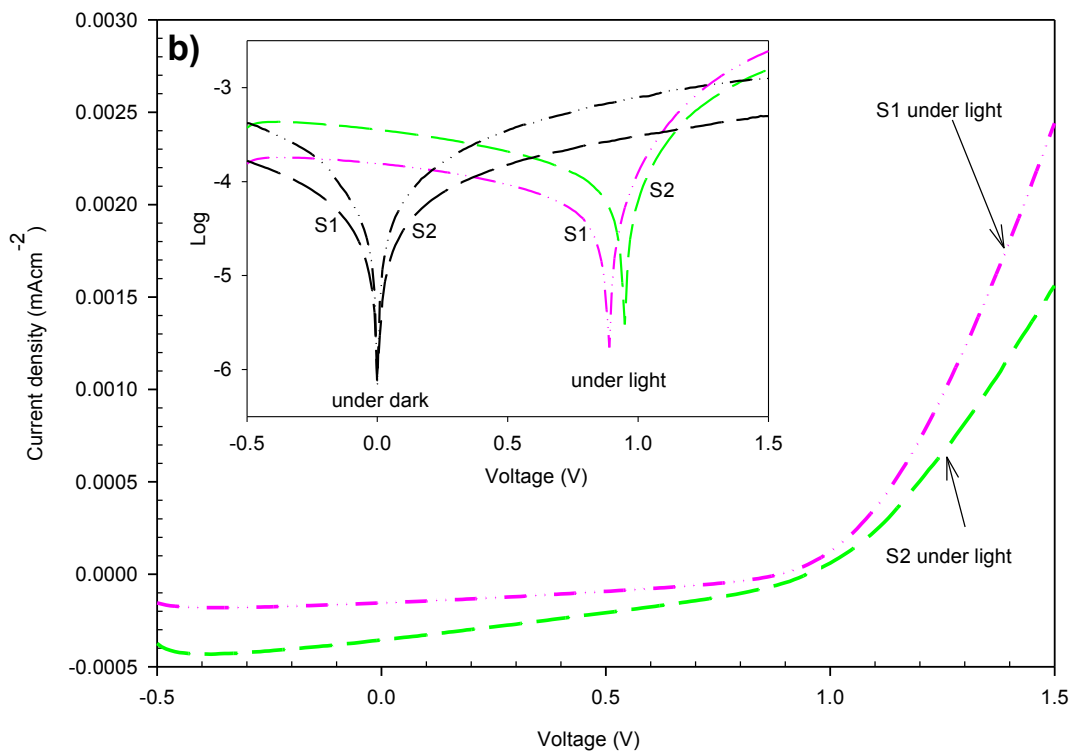 b)
0.0030
0.0025
0.0020
0.0015
0.0010
0.0005
0.0000
-0.0005
Current density (mAcm-2)
-0.5
0.0
0.5
1.0
1.5
Voltage (V)
S1 under light
S2 under light
-3
-4
-5
-6
Log
-0.5
0.0
0.5
1.0
1.5
Voltage (V)
S1
S2
S1
S2
under dark
under light